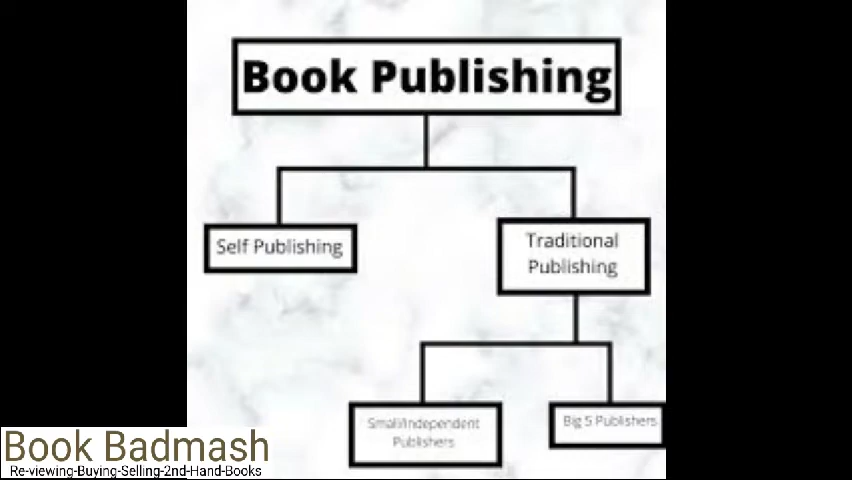 Book Publishing
Self Publishing
Traditional
Publishing
Small/Independent
Publishers
Big 5 Publishers
Book Badmash
Re-viewing-Buying-Selling-2nd-Hand-Books